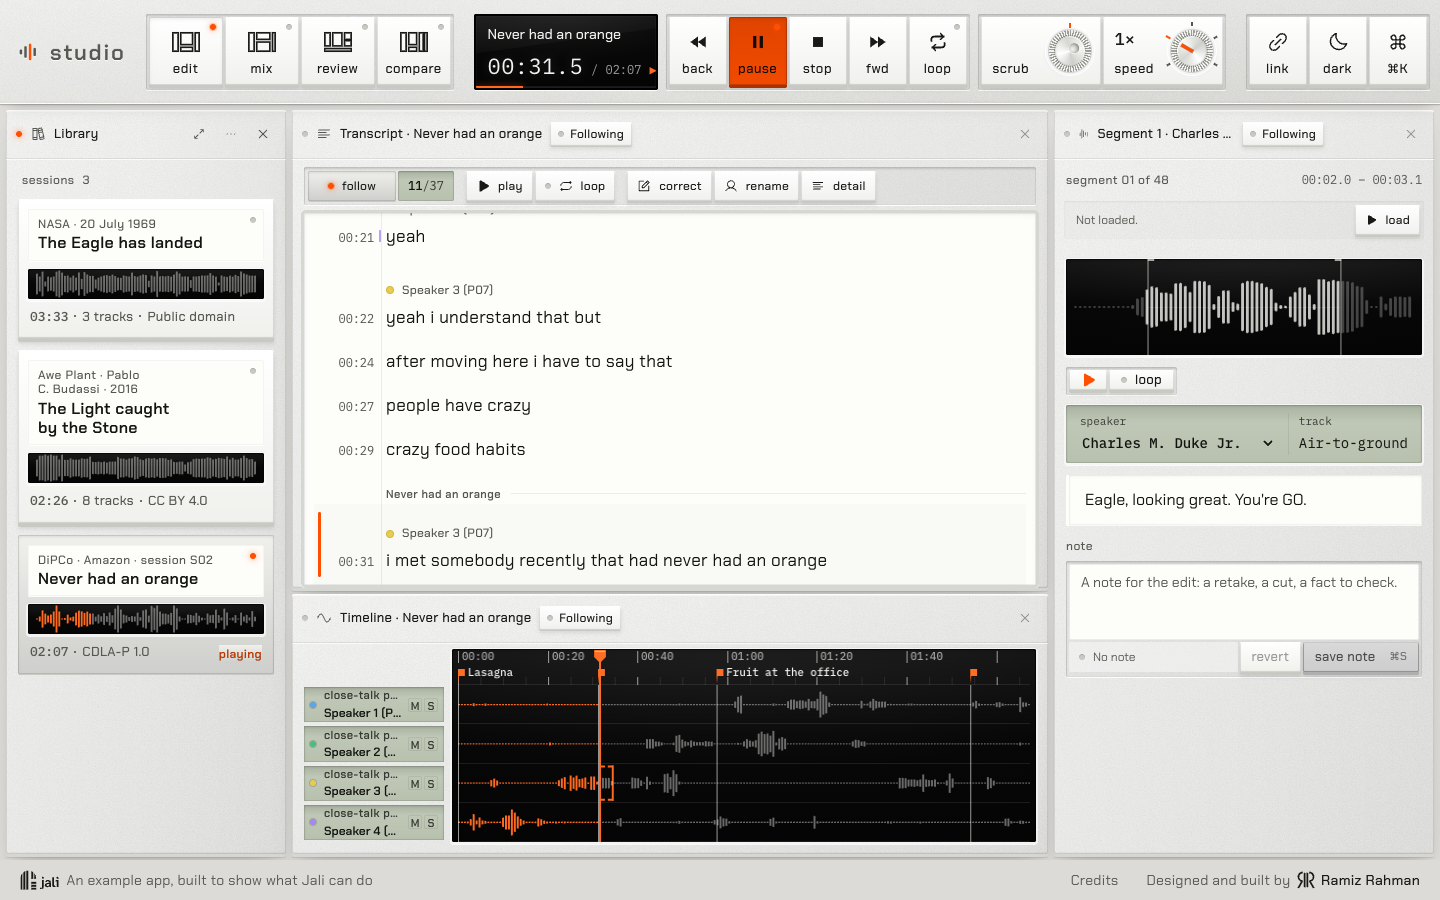 studio
edit
mix
review
compare
Never had an orange
00:31.5 / 02:07
back
pause
stop
fwd
loop
scrub
1×
speed
link
dark
⌘K
Library
sessions 3
NASA · 20 July 1969
The Eagle has landed
03:33 · 3 tracks · Public domain
Awe Plant · Pablo
C. Budassi · 2016
The Light caught
by the Stone
02:26 · 8 tracks · CC BY 4.0
DiPCo · Amazon · session S02
Never had an orange
02:07 · CDLA-P 1.0
playing
Transcript · Never had an orange
Following
follow
11/37
play
loop
correct
rename
detail
00:21 yeah
Speaker 3 (P07)
00:22 yeah i understand that but
00:24 after moving here i have to say that
00:27 people have crazy
00:29 crazy food habits
Never had an orange
Speaker 3 (P07)
00:31 i met somebody recently that had never had an orange
Timeline · Never had an orange
Following
00:00 00:20 00:40 01:00 01:20 01:40
Lasagna
Fruit at the office
close-talk p...
Speaker 1 (P...
M S
close-talk p...
Speaker 2 (...
M S
close-talk p...
Speaker 3 (...
M S
close-talk p...
Speaker 4 (...
M S
Segment 1 · Charles ...
Following
segment 01 of 48
00:02.0 – 00:03.1
Not loaded.
load
loop
speaker
Charles M. Duke Jr.
track
Air-to-ground
Eagle, looking great. You're GO.
note
A note for the edit: a retake, a cut, a fact to check.
No note
revert
save note ⌘S
jali
An example app, built to show what Jali can do
Credits
Designed and built by Ramiz Rahman